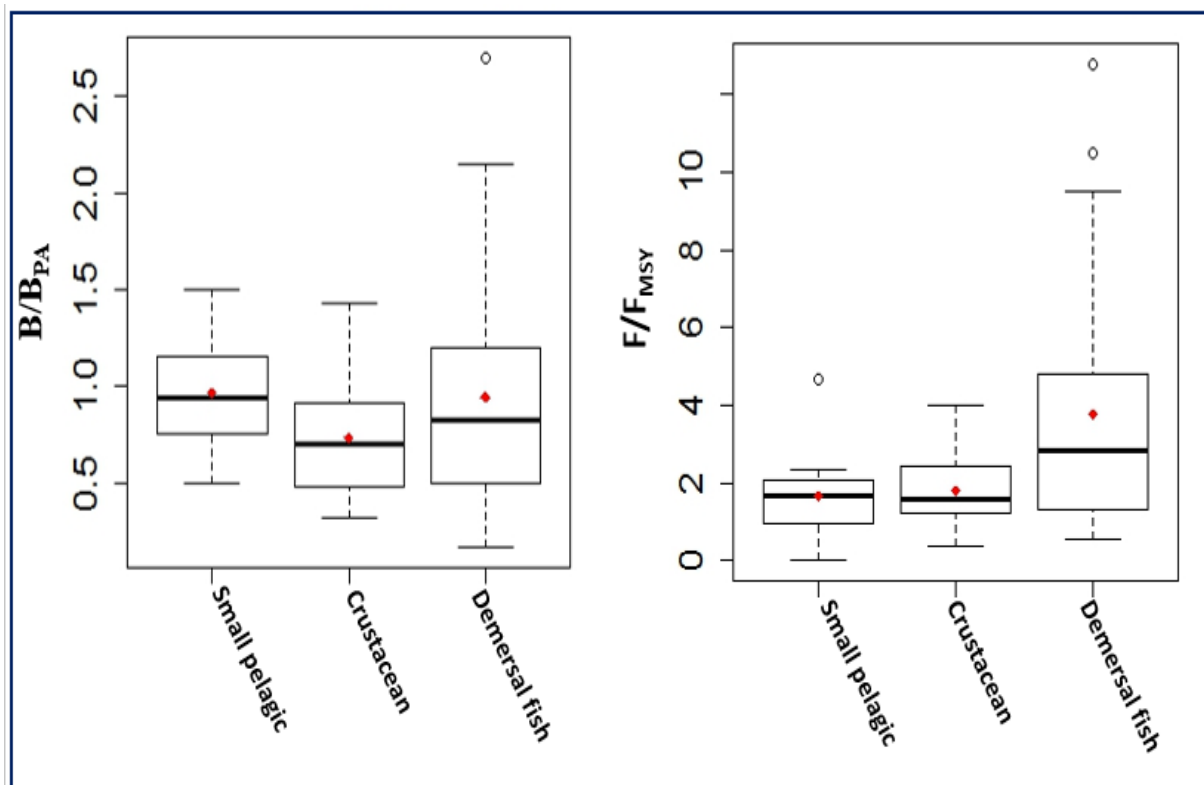 B/BPA
2.5
2.0
1.5
1.0
0.5
Small pelagic
Crustacean
Demersal fish
F/FMSY
10
8
6
4
2
0
Small pelagic
Crustacean
Demersal fish